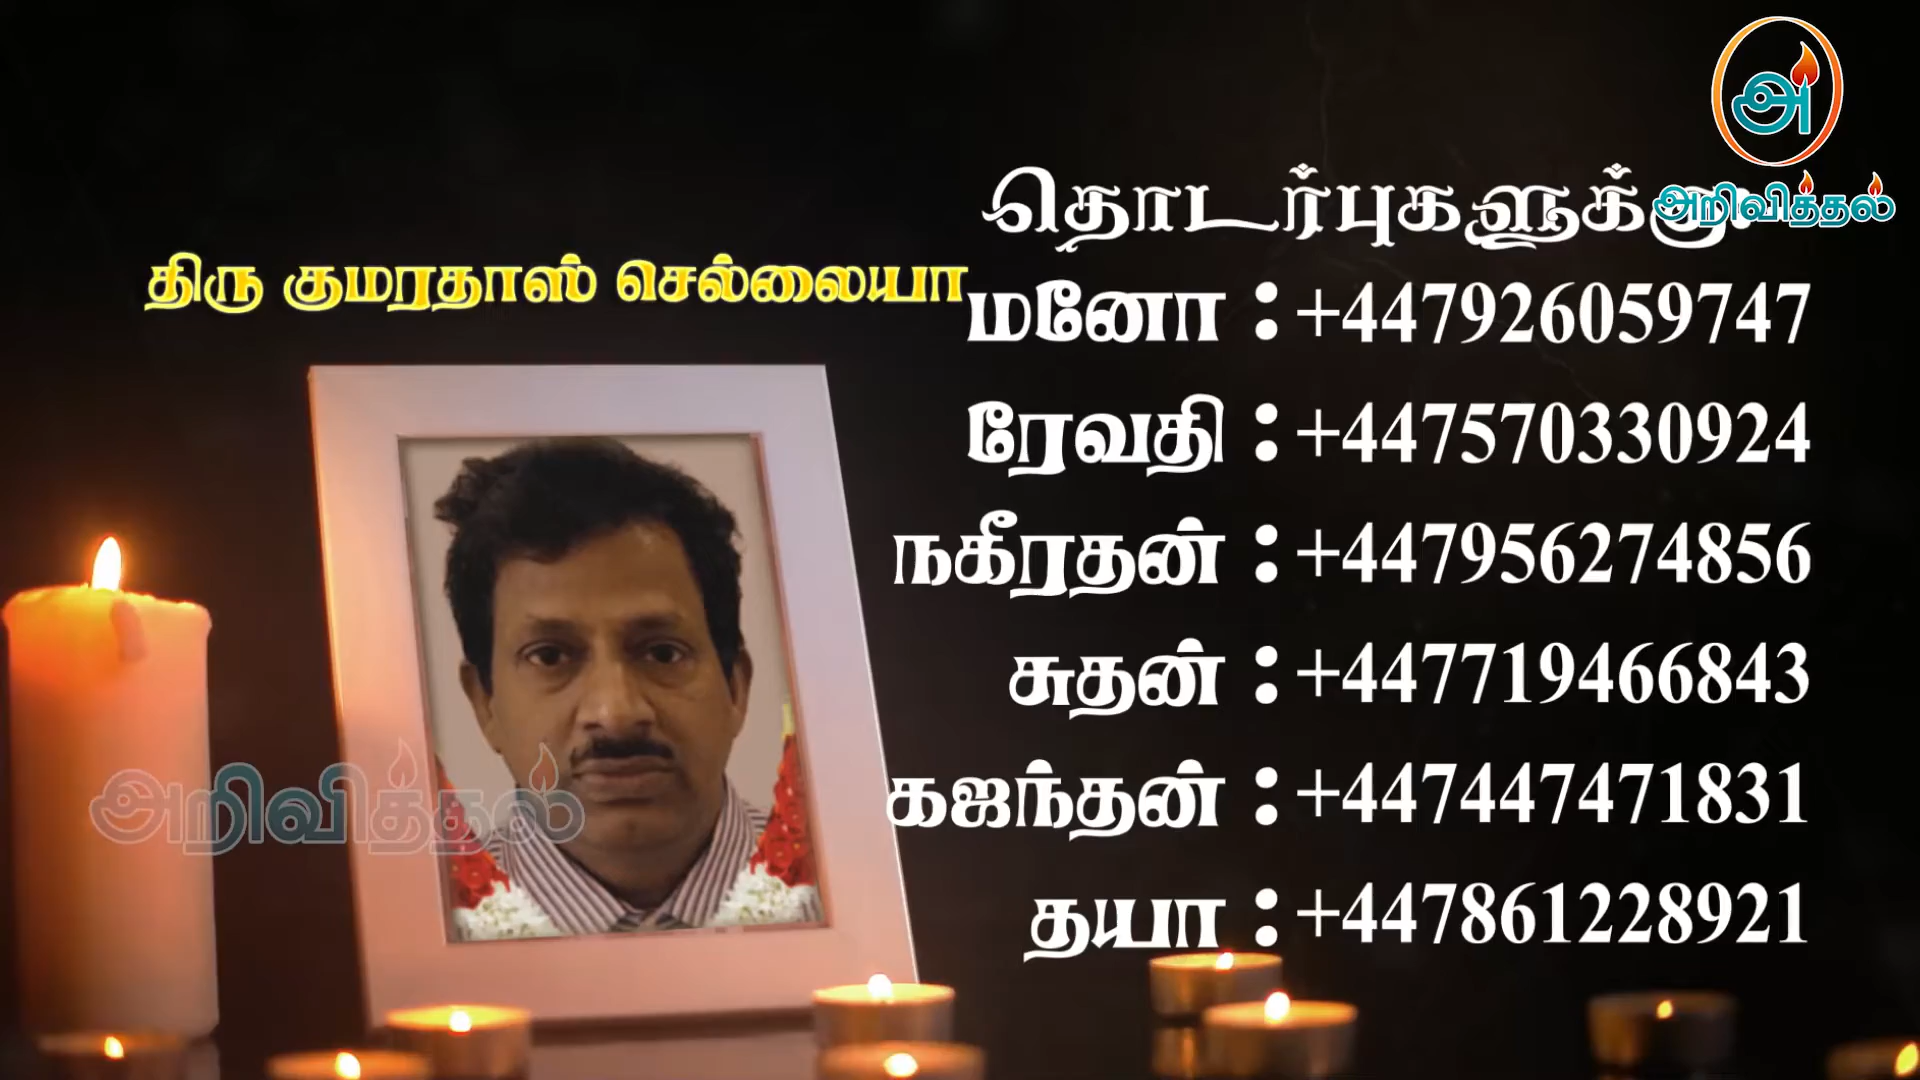 அ
அறிவித்தல்
திரு குமரதாஸ் செல்லையா
தொடர்புகளுக்கு
மனோ : +447926059747
ரேவதி : +447570330924
நகீரதன் : +447956274856
சுதன் : +447719466843
கஜந்தன் : +447447471831
தயா : +447861228921
அறிவித்தல்